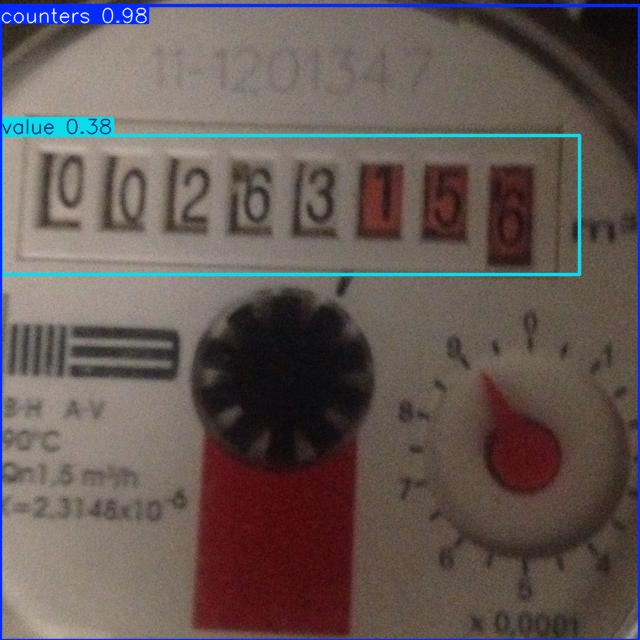 counters 0.98
11-1201347
value 0.38
00263156
m³
B-H A-V
90°C
Qn1,5 m³/h
K=2,3148x10⁻⁵
0
1
9
8
7
6
5
4
x 0,0001